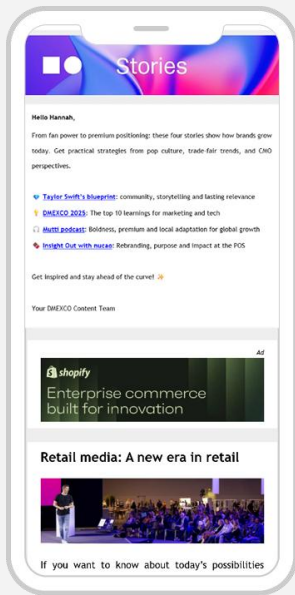 Stories
Hello Hannah,
From fan power to premium positioning: these four stories show how brands grew
today. Get practical strategies from pop culture, trade-fair trends, and CMO
perspectives.
Taylor Swift's blueprint: community, storytelling and lasting relevance
DMEXCO 2025: The top 10 learnings for marketing and tech
Mutti podcast: Boldness, premium and local adaptation for global growth
Insight Out with nucao: Rebranding, purpose and impact at the POS
Get inspired and stay ahead of the curve!
Your DMEXCO Content Team
Ad
shopify
Enterprise commerce
built for innovation
Retail media: A new era in retail
If you want to know about today's possibilities